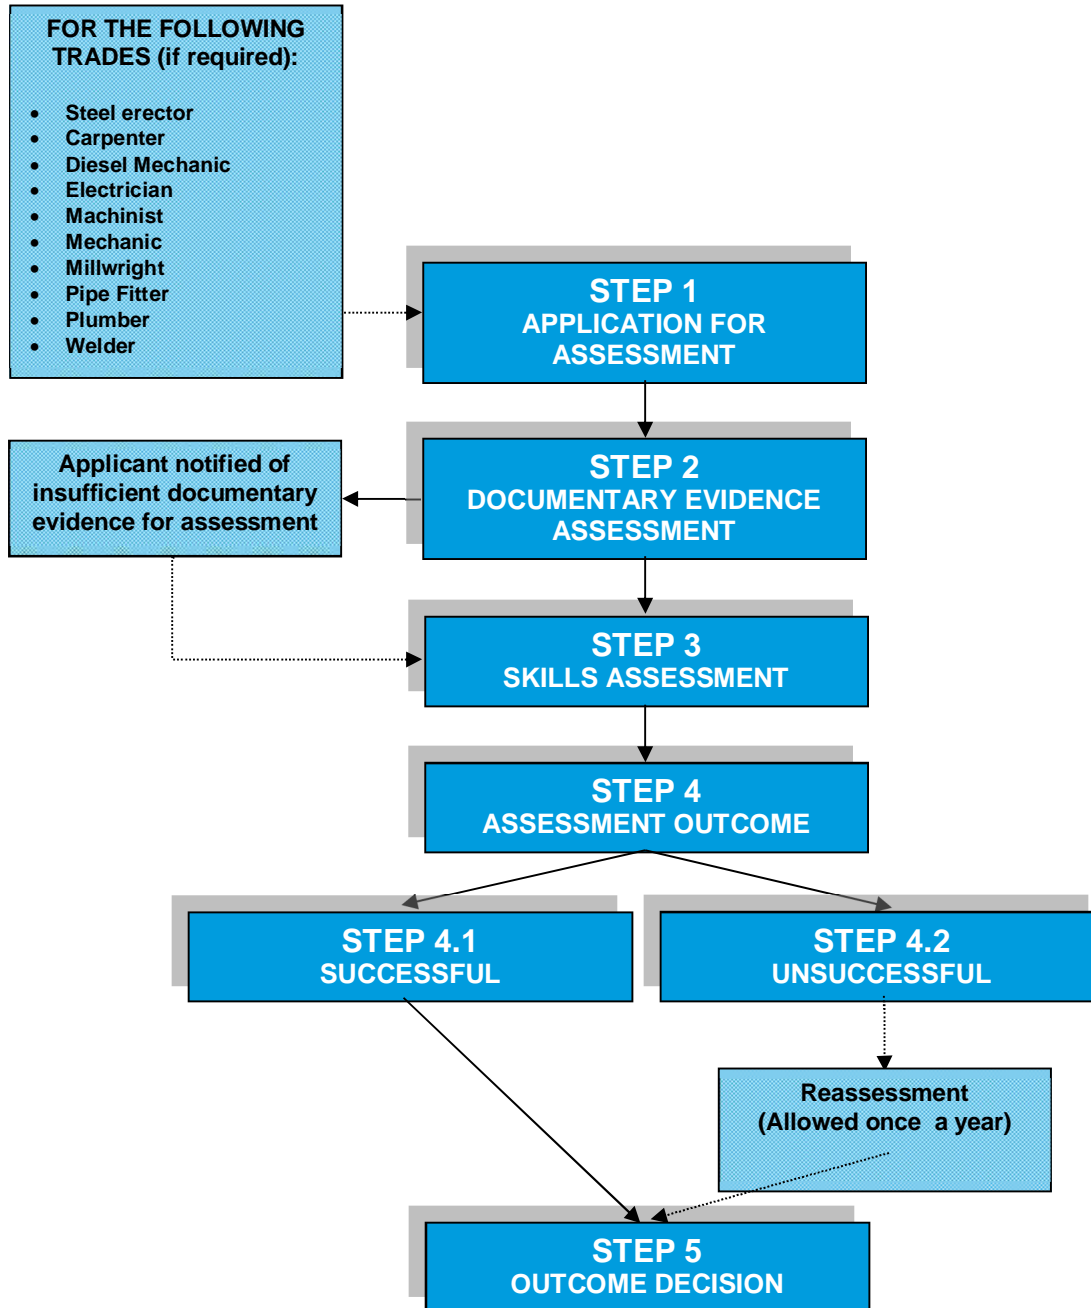 FOR THE FOLLOWING
TRADES (if required):
• Steel erector
• Carpenter
• Diesel Mechanic
• Electrician
• Machinist
• Mechanic
• Millwright
• Pipe Fitter
• Plumber
• Welder
STEP 1
APPLICATION FOR
ASSESSMENT
STEP 2
DOCUMENTARY EVIDENCE
ASSESSMENT
Applicant notified of
insufficient documentary
evidence for assessment
STEP 3
SKILLS ASSESSMENT
STEP 4
ASSESSMENT OUTCOME
STEP 4.1
SUCCESSFUL
STEP 4.2
UNSUCCESSFUL
Reassessment
(Allowed once a year)
STEP 5
OUTCOME DECISION